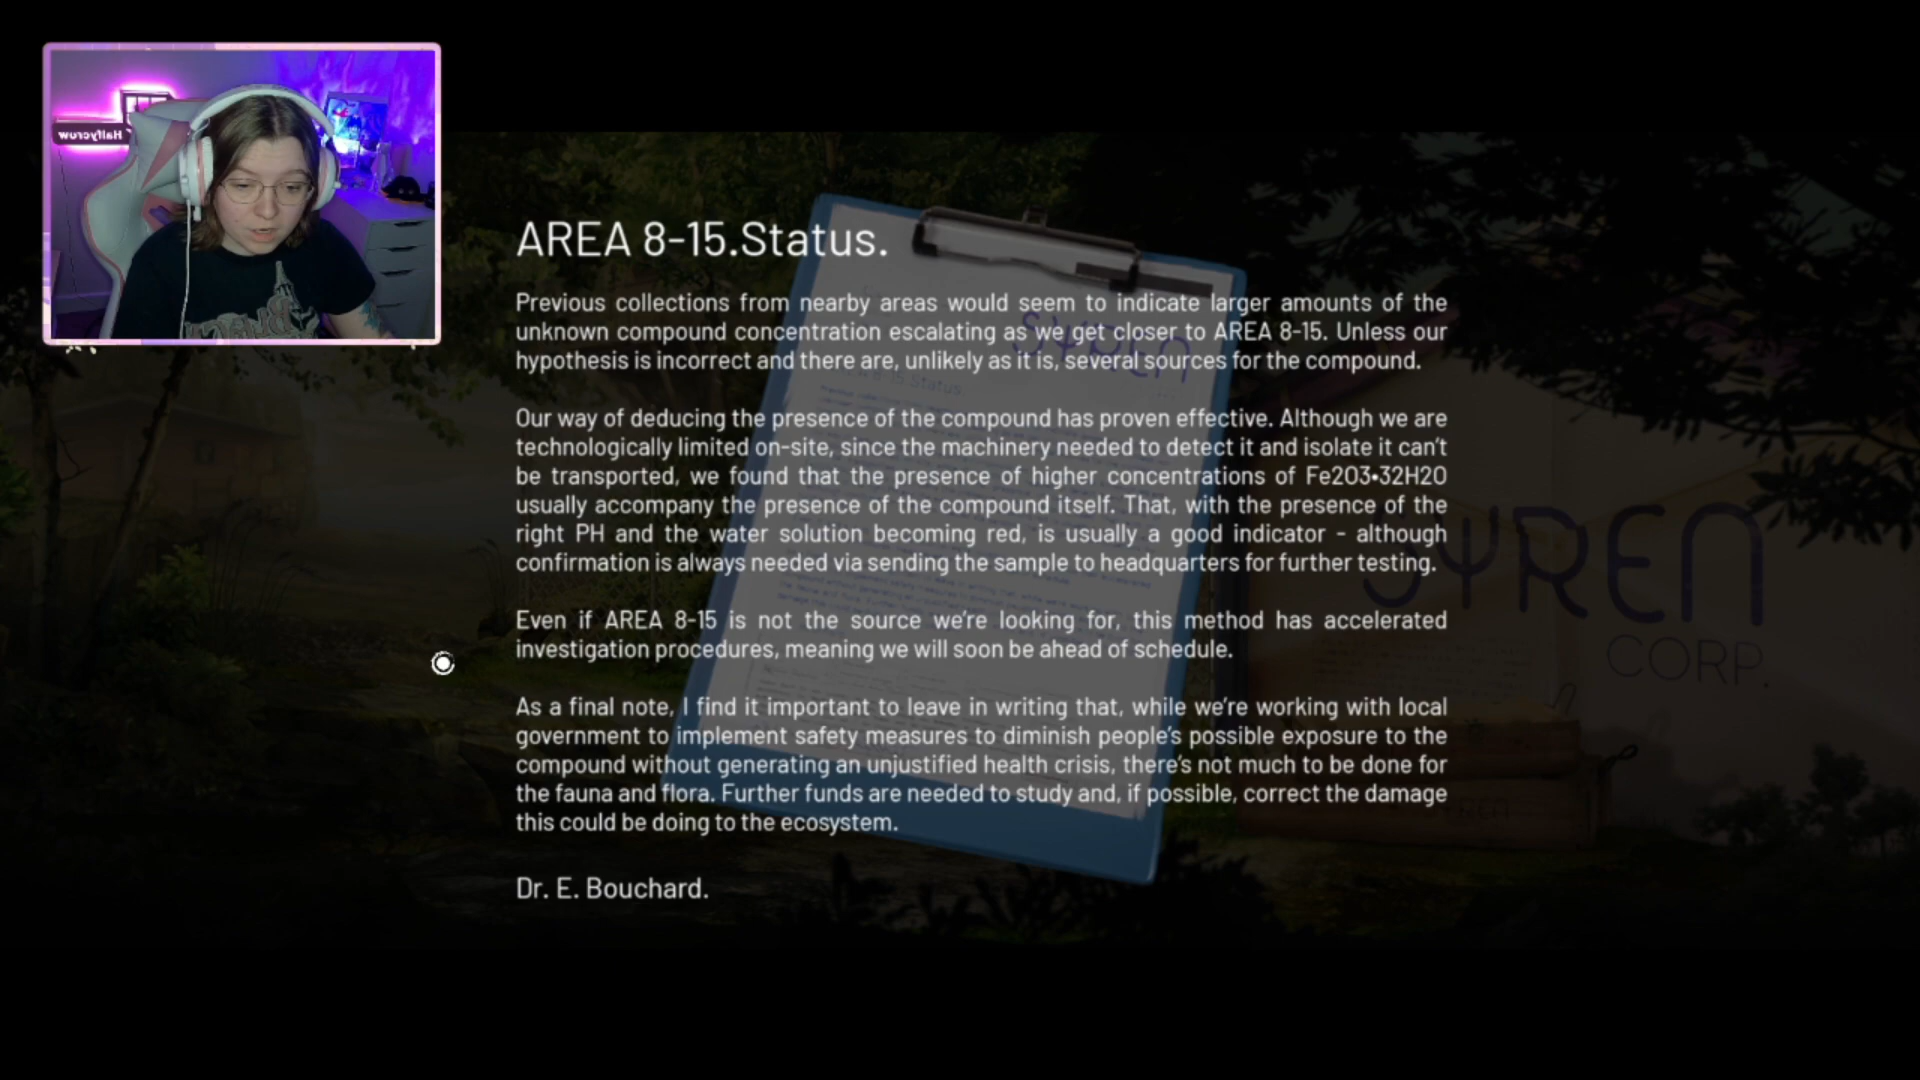 Halfycrow
AREA 8-15.Status.
Previous collections from nearby areas would seem to indicate larger amounts of the
unknown compound concentration escalating as we get closer to AREA 8-15. Unless our
hypothesis is incorrect and there are, unlikely as it is, several sources for the compound.
Our way of deducing the presence of the compound has proven effective. Although we are
technologically limited on-site, since the machinery needed to detect it and isolate it can't
be transported, we found that the presence of higher concentrations of Fe2O3•32H2O
usually accompany the presence of the compound itself. That, with the presence of the
right PH and the water solution becoming red, is usually a good indicator - although
confirmation is always needed via sending the sample to headquarters for further testing.
Even if AREA 8-15 is not the source we're looking for, this method has accelerated
investigation procedures, meaning we will soon be ahead of schedule.
As a final note, I find it important to leave in writing that, while we're working with local
government to implement safety measures to diminish people's possible exposure to the
compound without generating an unjustified health crisis, there's not much to be done for
the fauna and flora. Further funds are needed to study and, if possible, correct the damage
this could be doing to the ecosystem.
Dr. E. Bouchard.
SYREN
SYREN
CORP.
SYREN